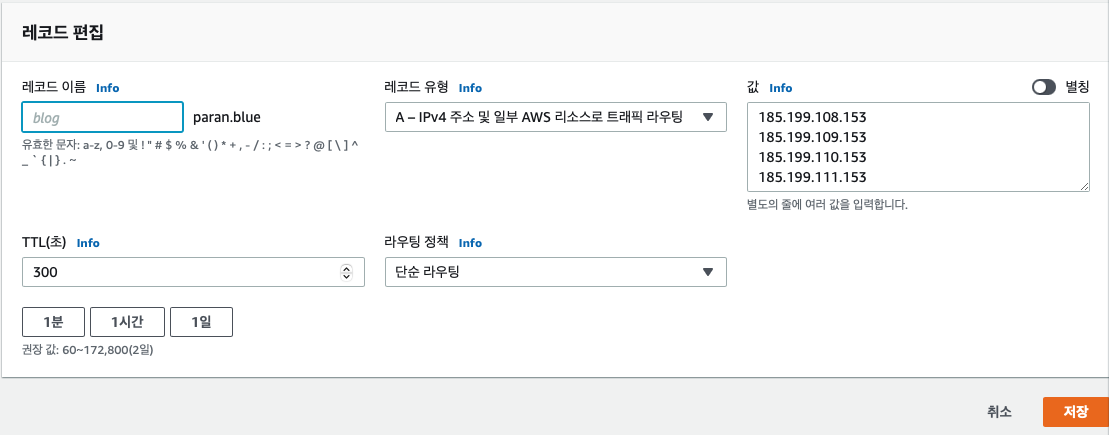 레코드 편집
레코드 이름 Info
blog
paran.blue
유효한 문자: a-z, 0-9 및 ! " # $ % & ' ( ) * + , - / : ; < = > ? @ [ \ ] ^
_ ` { | } . ~
레코드 유형 Info
A – IPv4 주소 및 일부 AWS 리소스로 트래픽 라우팅
값 Info
별칭
185.199.108.153
185.199.109.153
185.199.110.153
185.199.111.153
별도의 줄에 여러 값을 입력합니다.
TTL(초) Info
300
1분 1시간 1일
권장 값: 60~172,800(2일)
라우팅 정책 Info
단순 라우팅
취소 저장